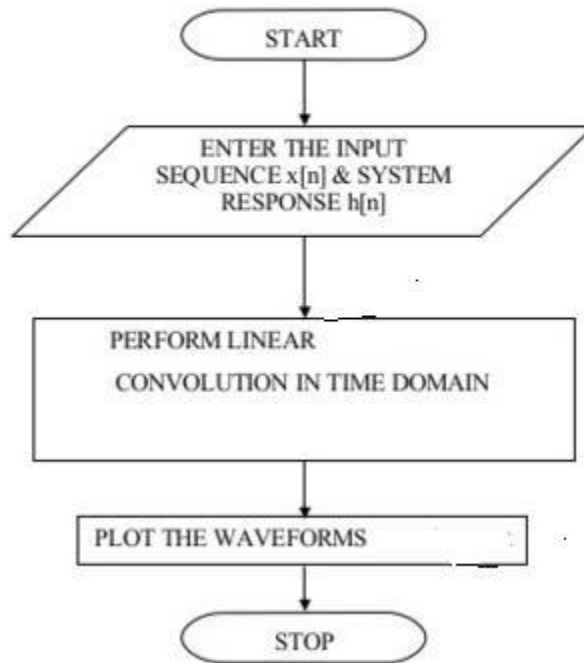 START
ENTER THE INPUT
SEQUENCE x[n] & SYSTEM
RESPONSE h[n]
PERFORM LINEAR
CONVOLUTION IN TIME DOMAIN
PLOT THE WAVEFORMS
STOP